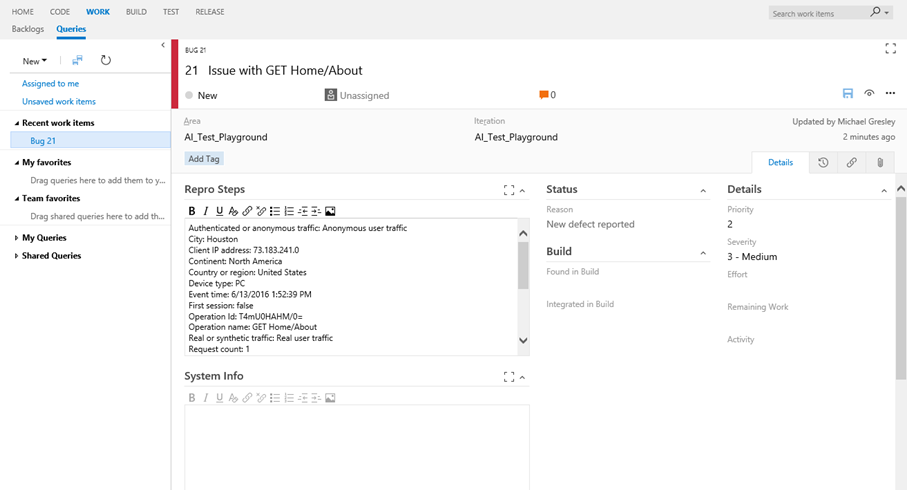 HOME CODE WORK BUILD TEST RELEASE
Search work items
Backlogs Queries
New
Assigned to me
Unsaved work items
Recent work items
Bug 21
My favorites
Drag queries here to add them to y...
Team favorites
Drag shared queries here to add th...
My Queries
Shared Queries
BUG 21
21 Issue with GET Home/About
New Unassigned 0
Area Iteration Updated by Michael Gresley
AI_Test_Playground AI_Test_Playground 2 minutes ago
Add Tag Details
Repro Steps
B I U
Authenticated or anonymous traffic: Anonymous user traffic
City: Houston
Client IP address: 73.183.241.0
Continent: North America
Country or region: United States
Device type: PC
Event time: 6/13/2016 1:52:39 PM
First session: false
Operation Id: T4mU0HAHM/0=
Operation name: GET Home/About
Real or synthetic traffic: Real user traffic
Request count: 1
System Info
B I U
Status
Reason
New defect reported
Build
Found in Build
Integrated in Build
Details
Priority
2
Severity
3 - Medium
Effort
Remaining Work
Activity